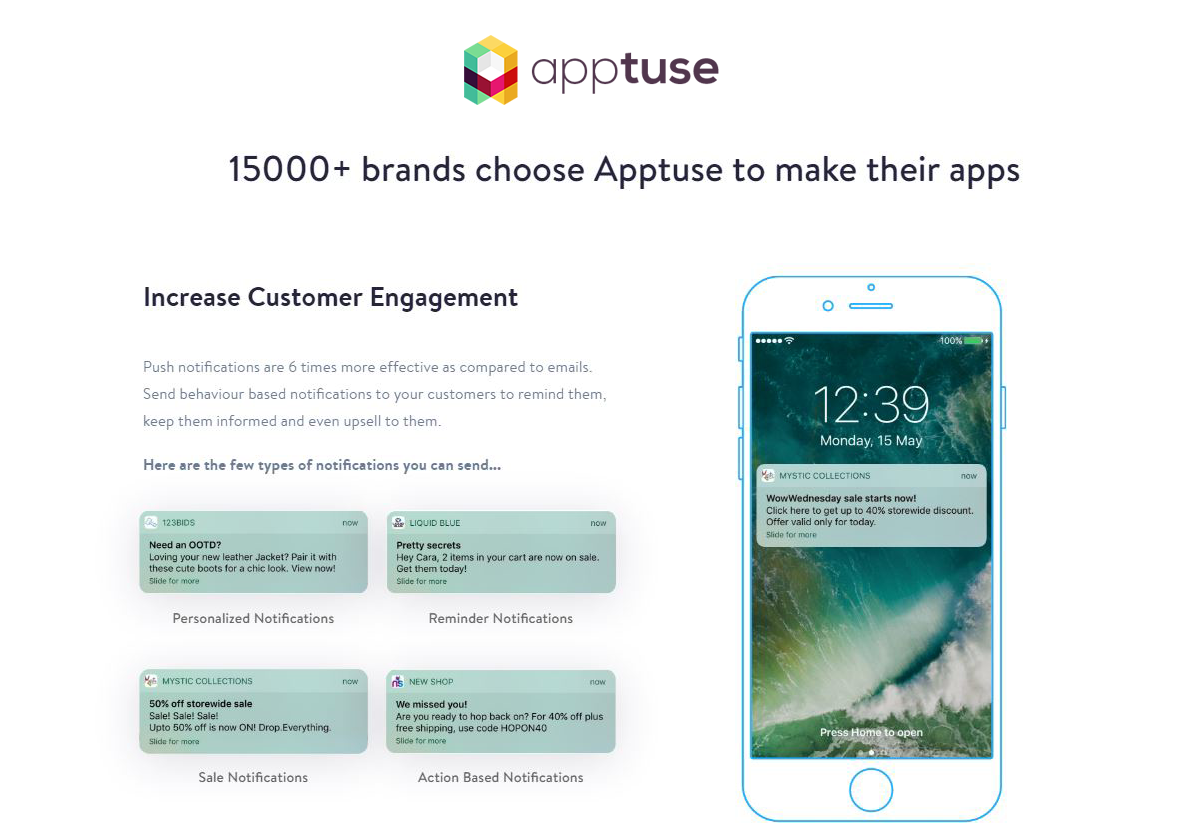 apptuse
15000+ brands choose Apptuse to make their apps
Increase Customer Engagement
Push notifications are 6 times more effective as compared to emails.
Send behaviour based notifications to your customers to remind them,
keep them informed and even upsell to them.
Here are the few types of notifications you can send...
123BIDS now
Need an OOTD?
Loving your new leather Jacket? Pair it with
these cute boots for a chic look. View now!
Slide for more
Personalized Notifications
LIQUID BLUE now
Pretty secrets
Hey Cara, 2 items in your cart are now on sale.
Get them today!
Slide for more
Reminder Notifications
MYSTIC COLLECTIONS now
50% off storewide sale
Sale! Sale! Sale!
Upto 50% off is now ON! Drop.Everything.
Slide for more
Sale Notifications
NEW SHOP now
We missed you!
Are you ready to hop back on? For 40% off plus
free shipping, use code HOPON40
Slide for more
Action Based Notifications
100%
12:39
Monday, 15 May
MYSTIC COLLECTIONS now
WowWednesday sale starts now!
Click here to get up to 40% storewide discount.
Offer valid only for today.
Slide for more
Press Home to open